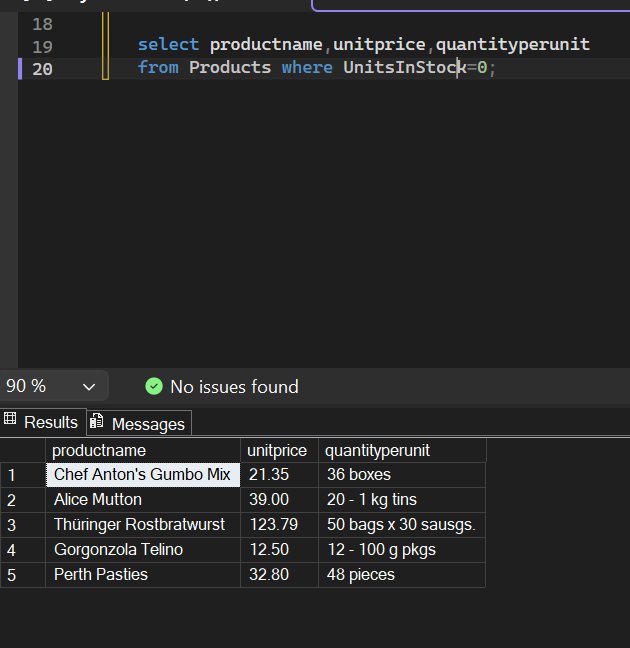 18
19 select productname,unitprice,quantityperunit
20 from Products where UnitsInStock=0;
90 %
No issues found
Results Messages
productname unitprice quantityperunit
1 Chef Anton's Gumbo Mix 21.35 36 boxes
2 Alice Mutton 39.00 20 - 1 kg tins
3 Thüringer Rostbratwurst 123.79 50 bags x 30 sausgs.
4 Gorgonzola Telino 12.50 12 - 100 g pkgs
5 Perth Pasties 32.80 48 pieces